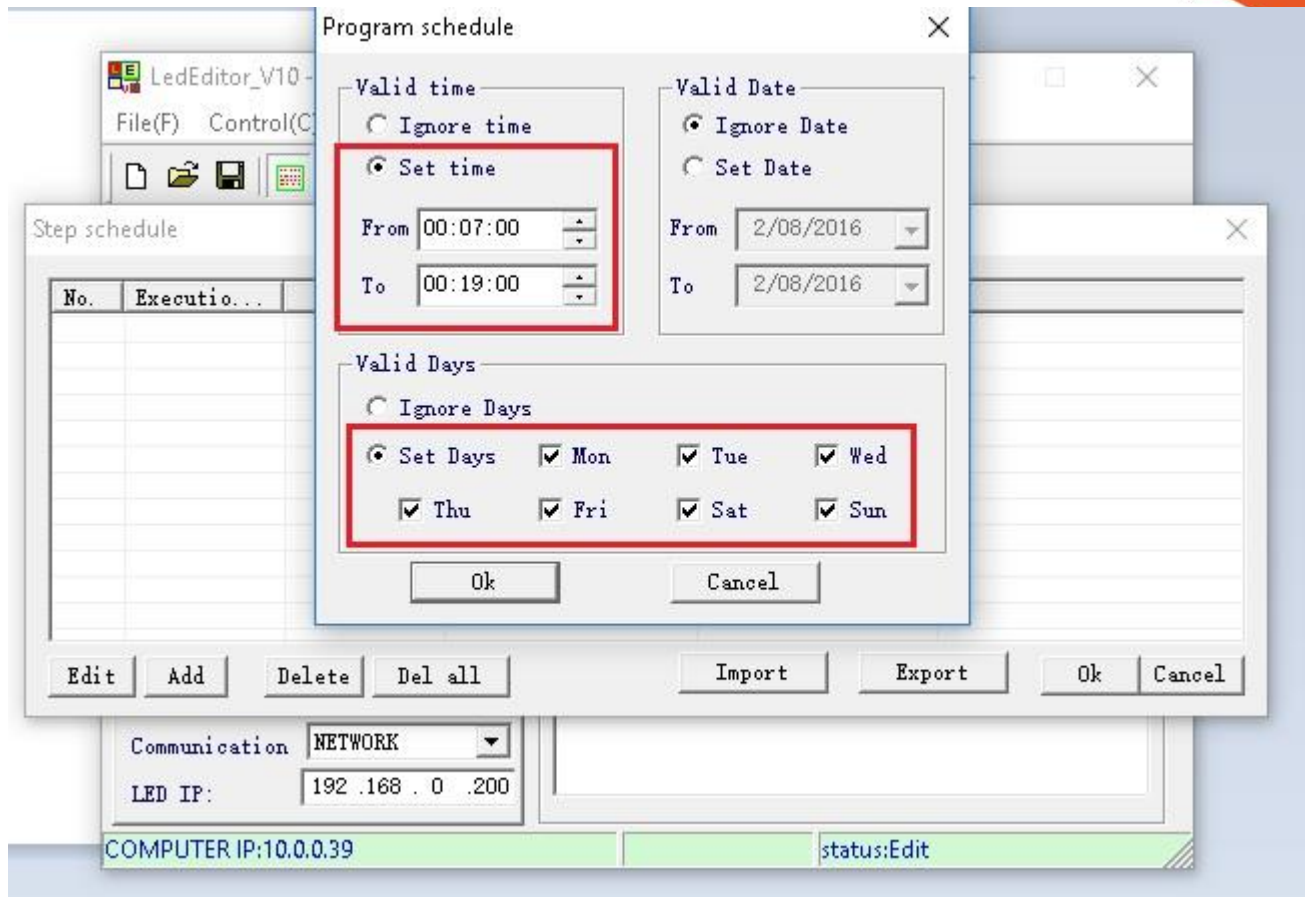 Program schedule
LedEditor_V10 -
File(F) Control(C
Valid time
Ignore time
Set time
From 00:07:00
To 00:19:00
Valid Date
Ignore Date
Set Date
From 2/08/2016
To 2/08/2016
Step schedule
No. Executio...
Valid Days
Ignore Days
Set Days Mon Tue Wed
Thu Fri Sat Sun
Ok Cancel
Edit Add Delete Del all Import Export Ok Cancel
Communication NETWORK
LED IP: 192 .168 . 0 .200
COMPUTER IP:10.0.0.39 status:Edit